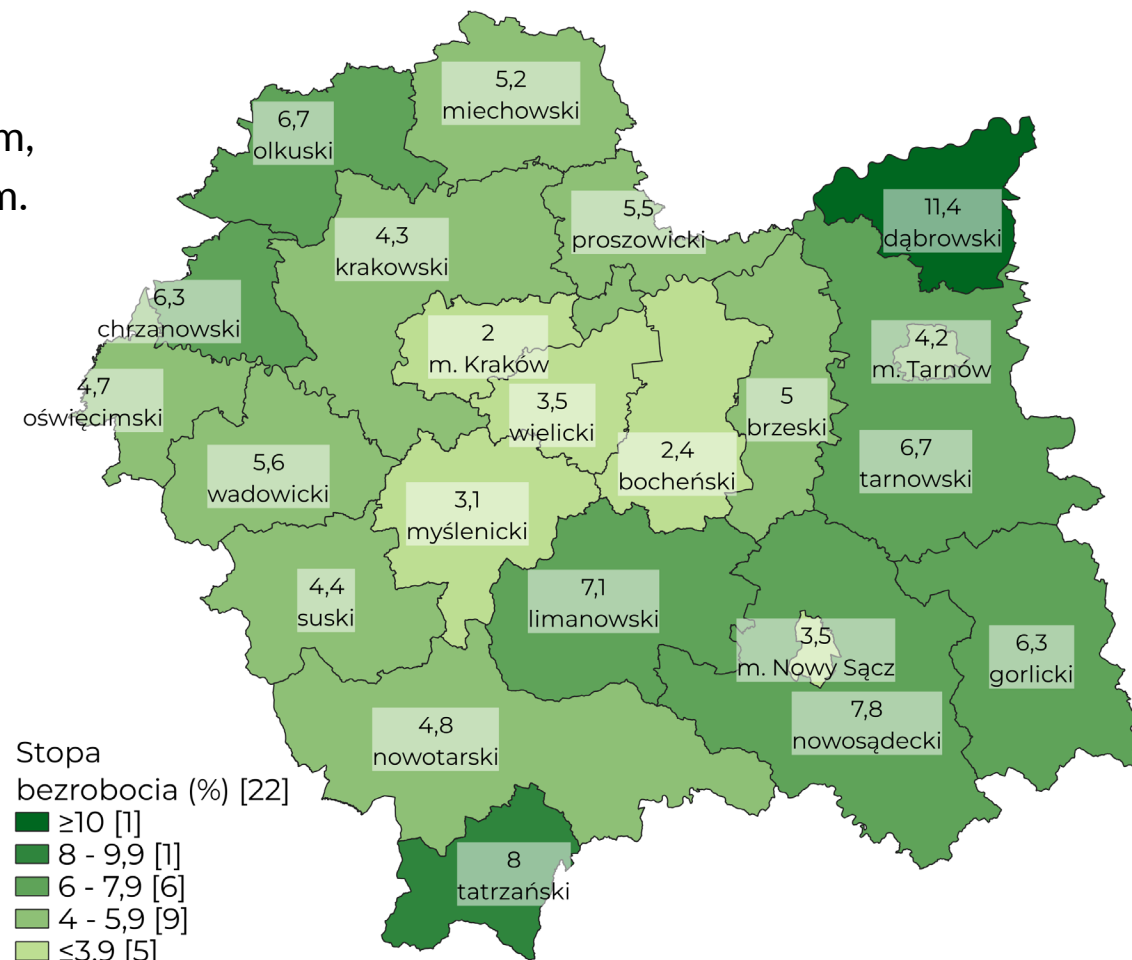 m,
m.
5,2
miechowski
6,7
olkuski
11,4
dąbrowski
5,5
proszowicki
4,3
krakowski
6,3
chrzanowski
2
m. Kraków
4,2
m. Tarnów
4,7
oświęcimski
3,5
wielicki
5
brzeski
2,4
bocheński
6,7
tarnowski
5,6
wadowicki
3,1
myślenicki
4,4
suski
7,1
limanowski
3,5
m. Nowy Sącz
6,3
gorlicki
7,8
nowosądecki
4,8
nowotarski
8
tatrzański
Stopa
bezrobocia (%) [22]
≥10 [1]
8 - 9,9 [1]
6 - 7,9 [6]
4 - 5,9 [9]
≤3,9 [5]